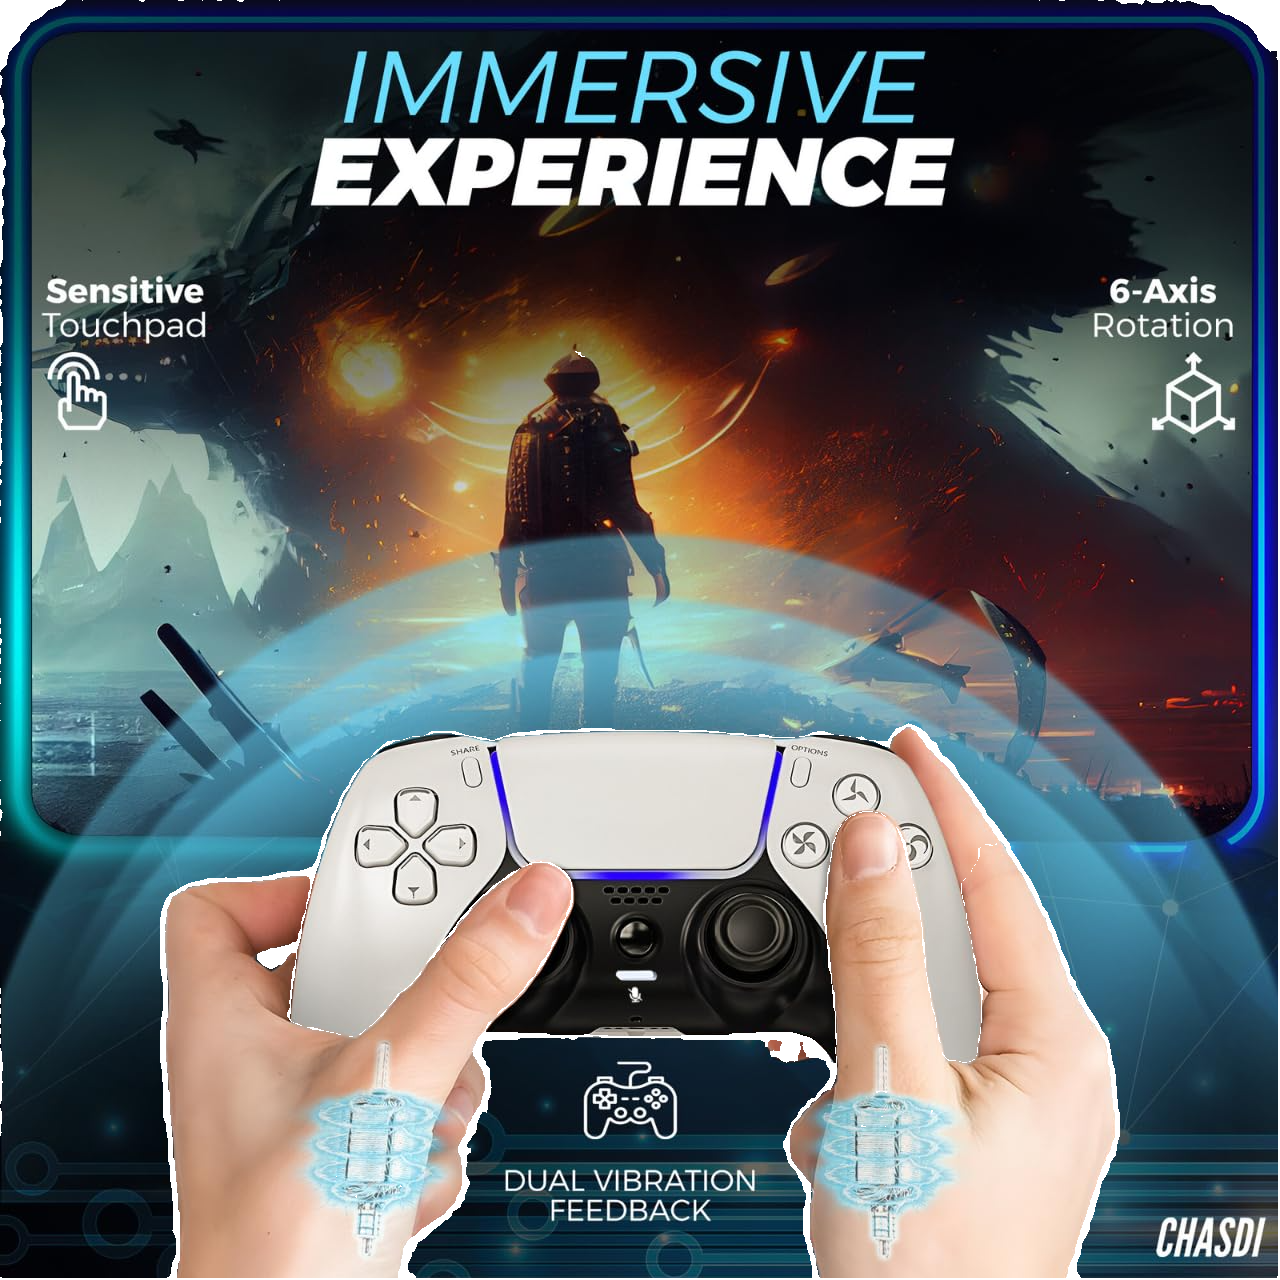 IMMERSIVE
EXPERIENCE
Sensitive
Touchpad
6-Axis
Rotation
SHARE
OPTIONS
DUAL VIBRATION
FEEDBACK
CHASDI